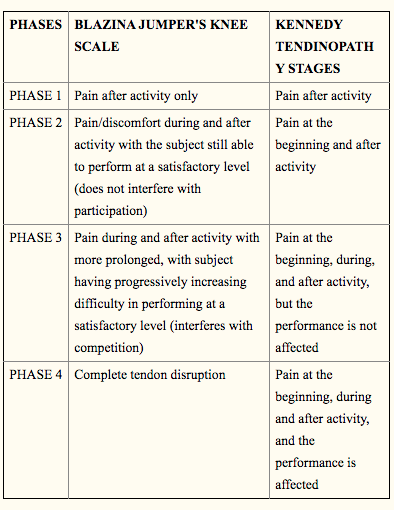 PHASES
BLAZINA JUMPER'S KNEE
SCALE
KENNEDY
TENDINOPATH
Y STAGES
PHASE 1
Pain after activity only
Pain after activity
PHASE 2
Pain/discomfort during and after
activity with the subject still able
to perform at a satisfactory level
(does not interfere with
participation)
Pain at the
beginning and after
activity
PHASE 3
Pain during and after activity with
more prolonged, with subject
having progressively increasing
difficulty in performing at a
satisfactory level (interferes with
competition)
Pain at the
beginning, during,
and after activity,
but the
performance is not
affected
PHASE 4
Complete tendon disruption
Pain at the
beginning, during
and after activity,
and the
performance is
affected